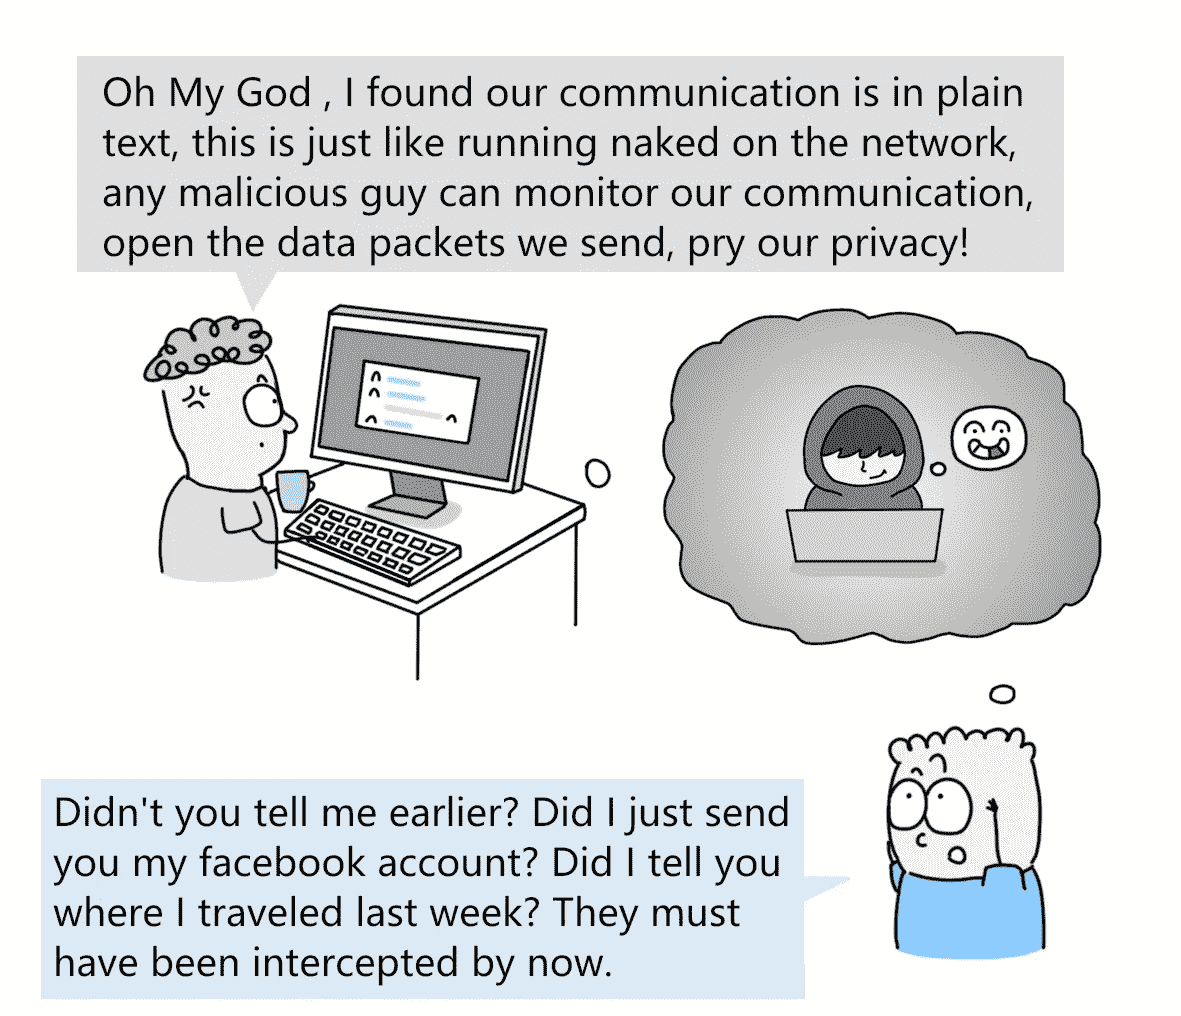 Oh My God , I found our communication is in plain
text, this is just like running naked on the network,
any malicious guy can monitor our communication,
open the data packets we send, pry our privacy!
Didn't you tell me earlier? Did I just send
you my facebook account? Did I tell you
where I traveled last week? They must
have been intercepted by now.